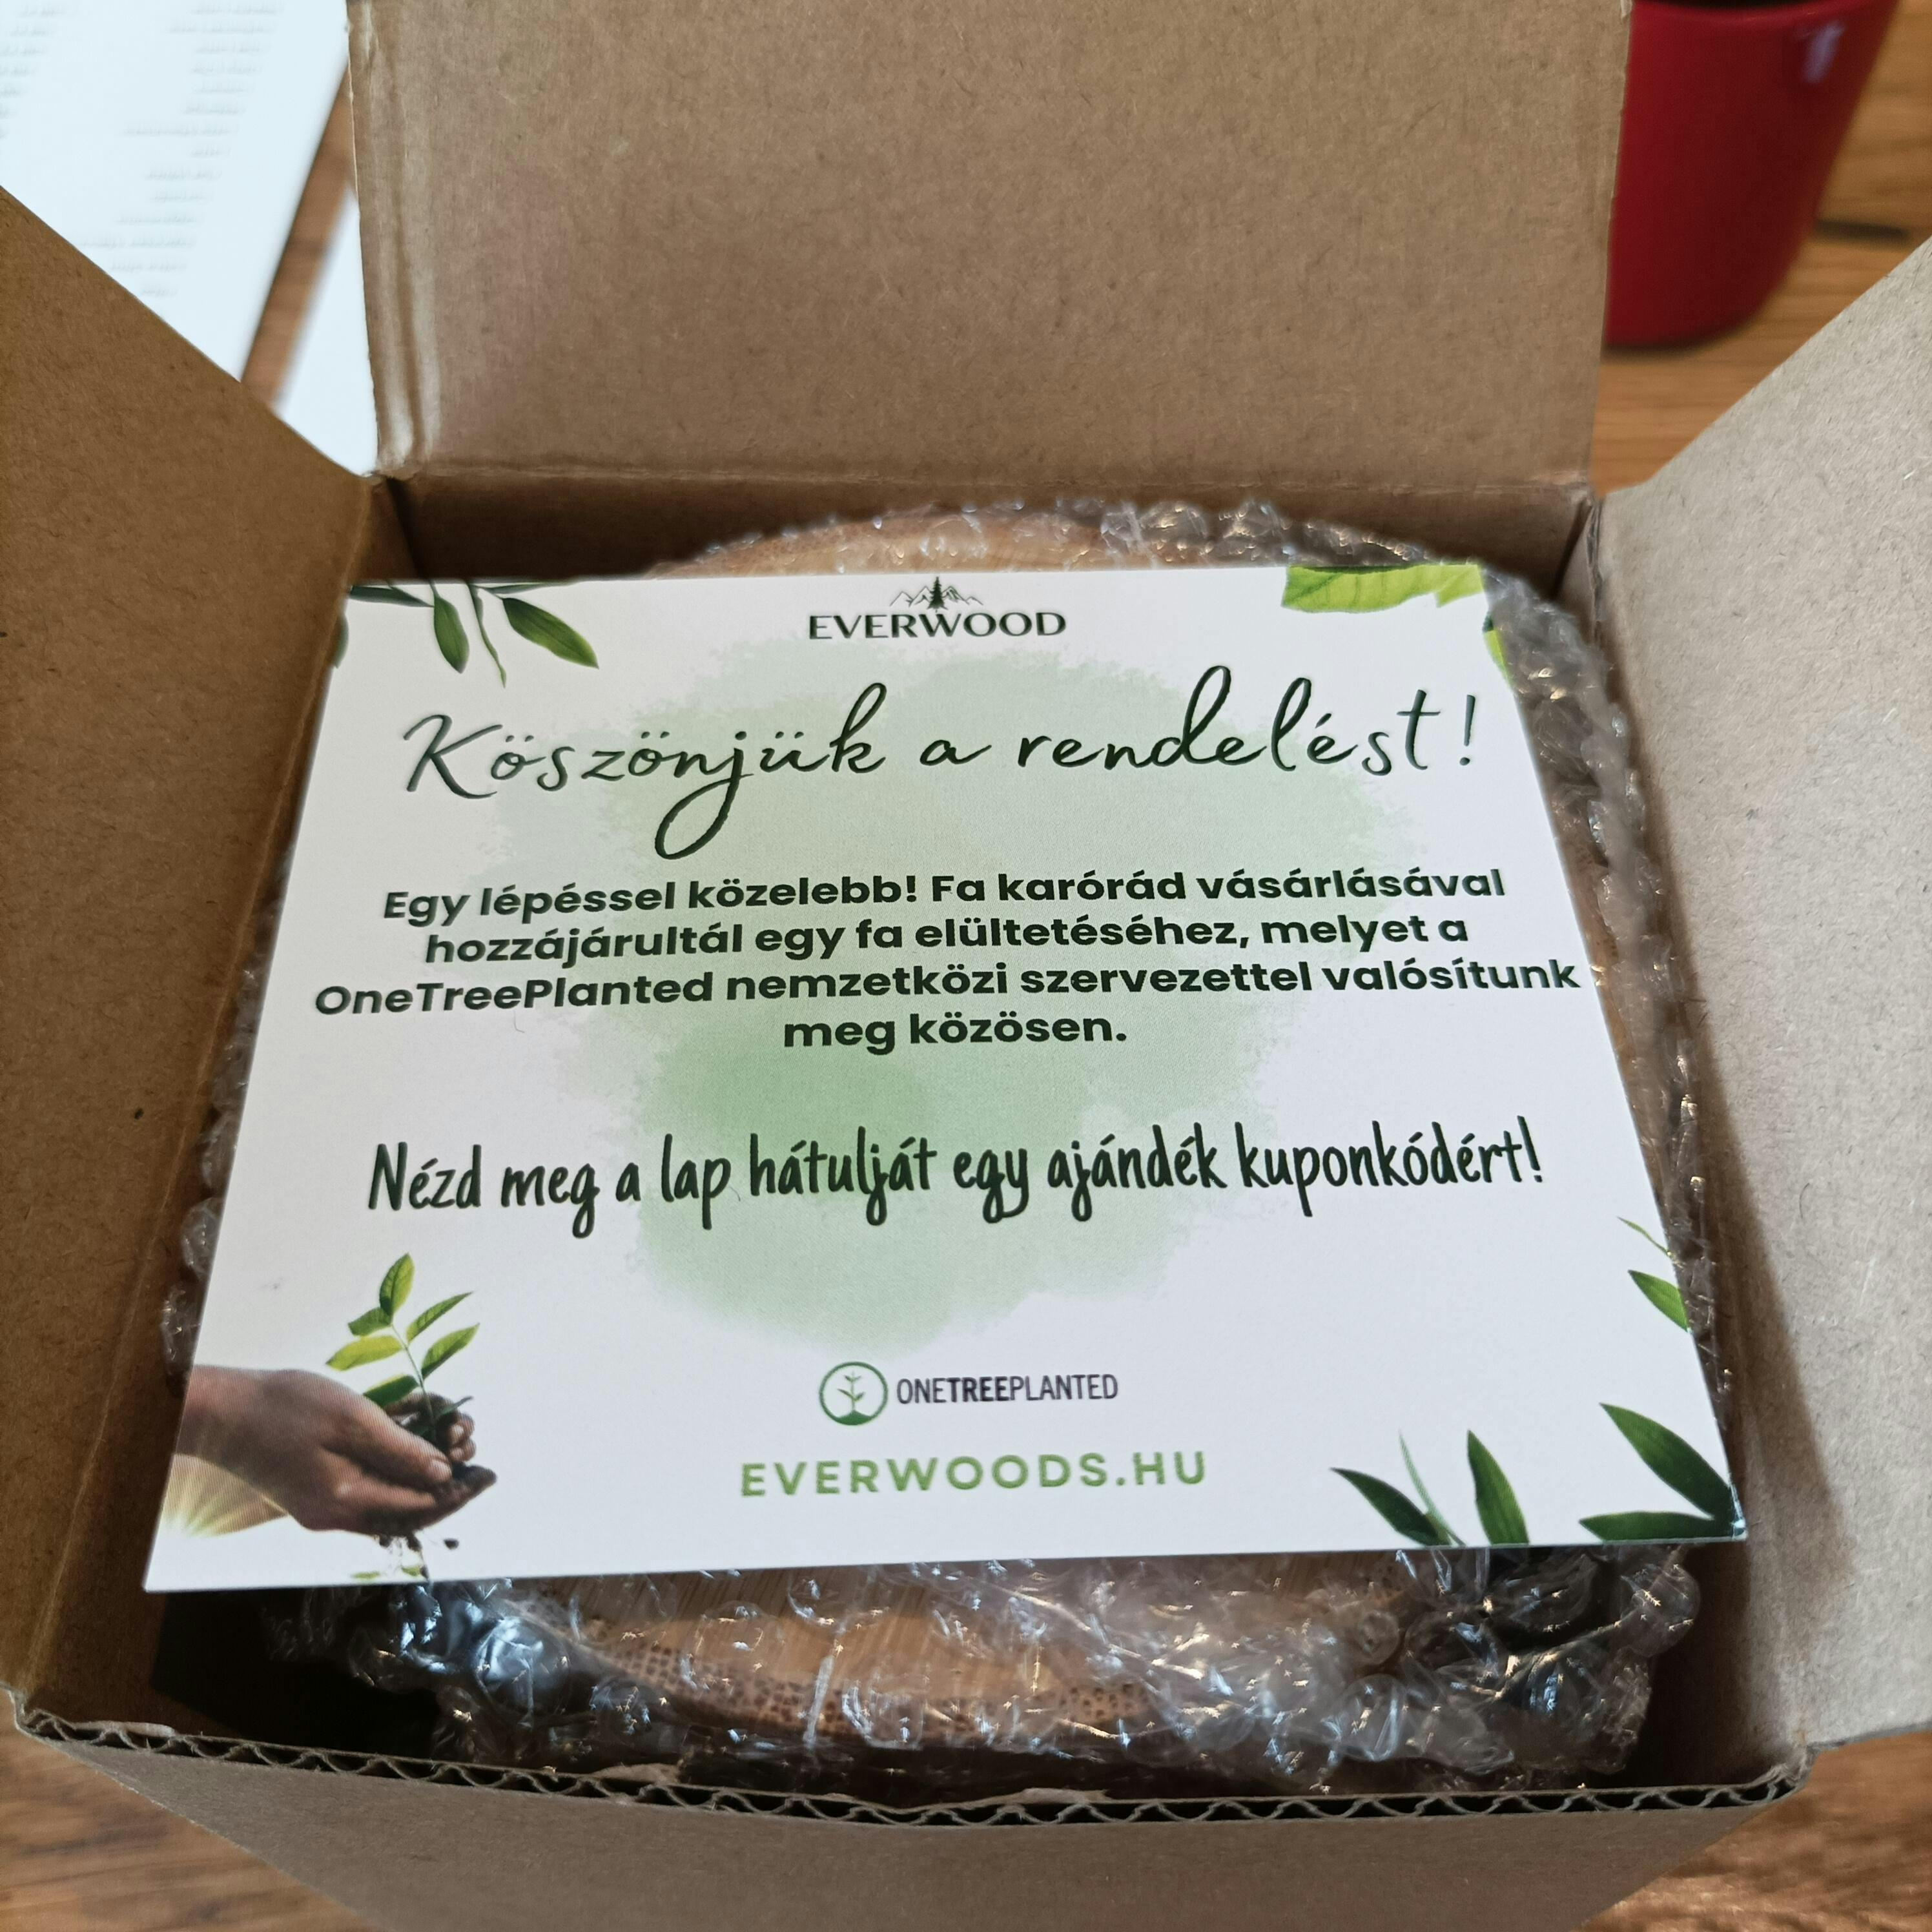 EVERWOOD
Köszönjük a rendelést!
Egy lépéssel közelebb! Fa karórád vásárlásával
hozzájárultál egy fa elültetéséhez, melyet a
OneTreePlanted nemzetközi szervezettel valósítunk
meg közösen.
Nézd meg a lap hátulját egy ajándék kuponkódért!
ONETREEPLANTED
EVERWOODS.HU